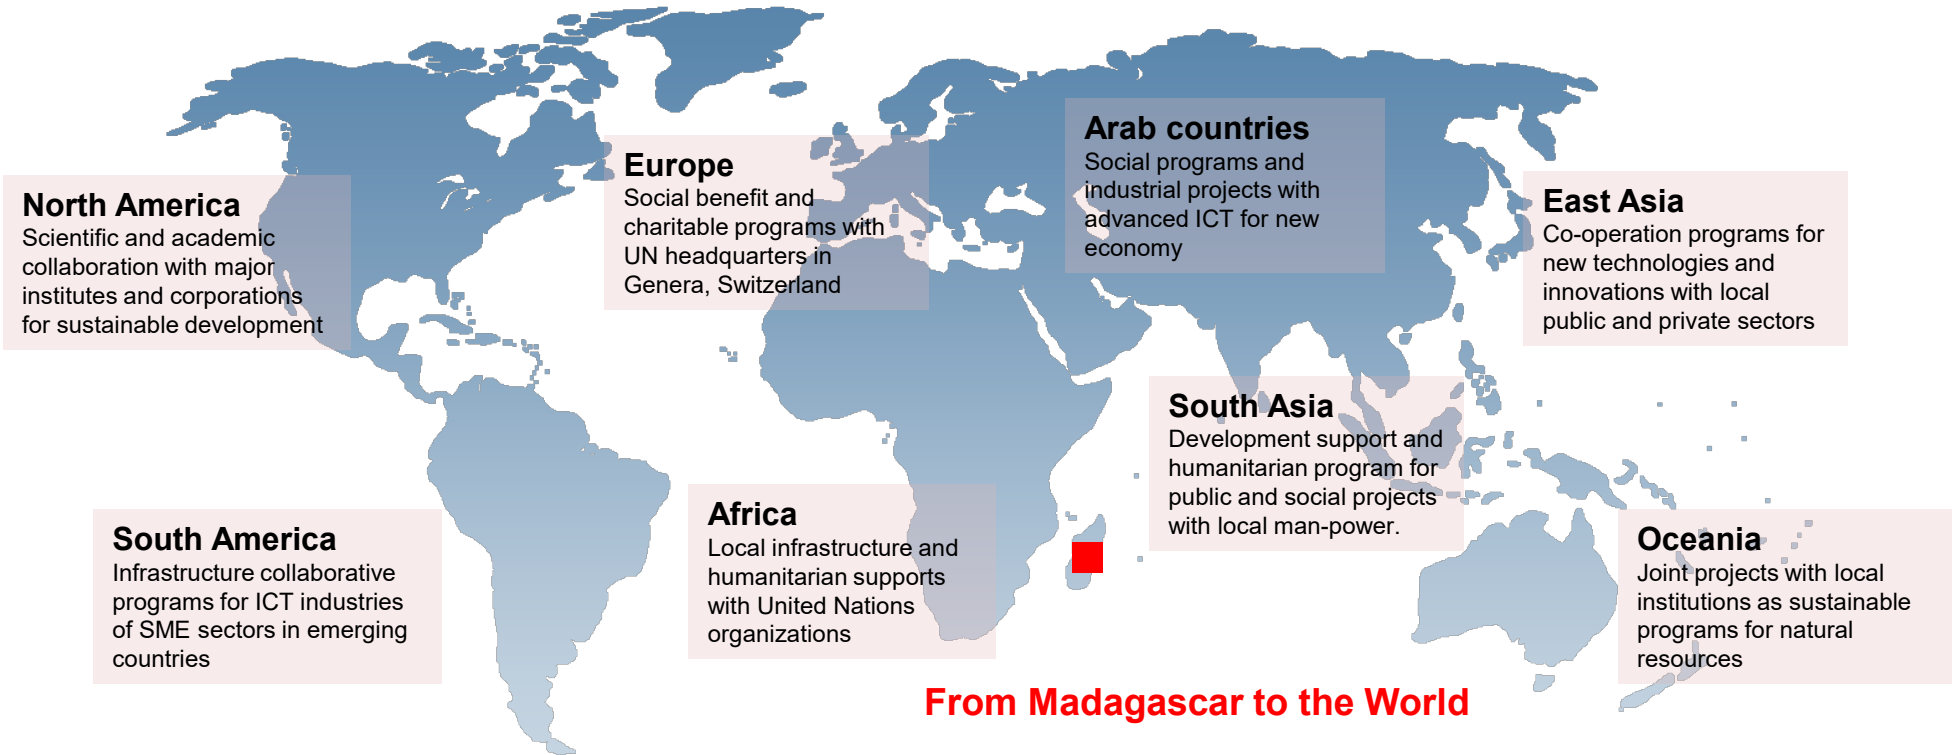 North America
Scientific and academic
collaboration with major
institutes and corporations
for sustainable development
Europe
Social benefit and
charitable programs with
UN headquarters in
Genera, Switzerland
Arab countries
Social programs and
industrial projects with
advanced ICT for new
economy
East Asia
Co-operation programs for
new technologies and
innovations with local
public and private sectors
South Asia
Development support and
humanitarian program for
public and social projects
with local man-power.
South America
Infrastructure collaborative
programs for ICT industries
of SME sectors in emerging
countries
Africa
Local infrastructure and
humanitarian supports
with United Nations
organizations
Oceania
Joint projects with local
institutions as sustainable
programs for natural
resources
From Madagascar to the World